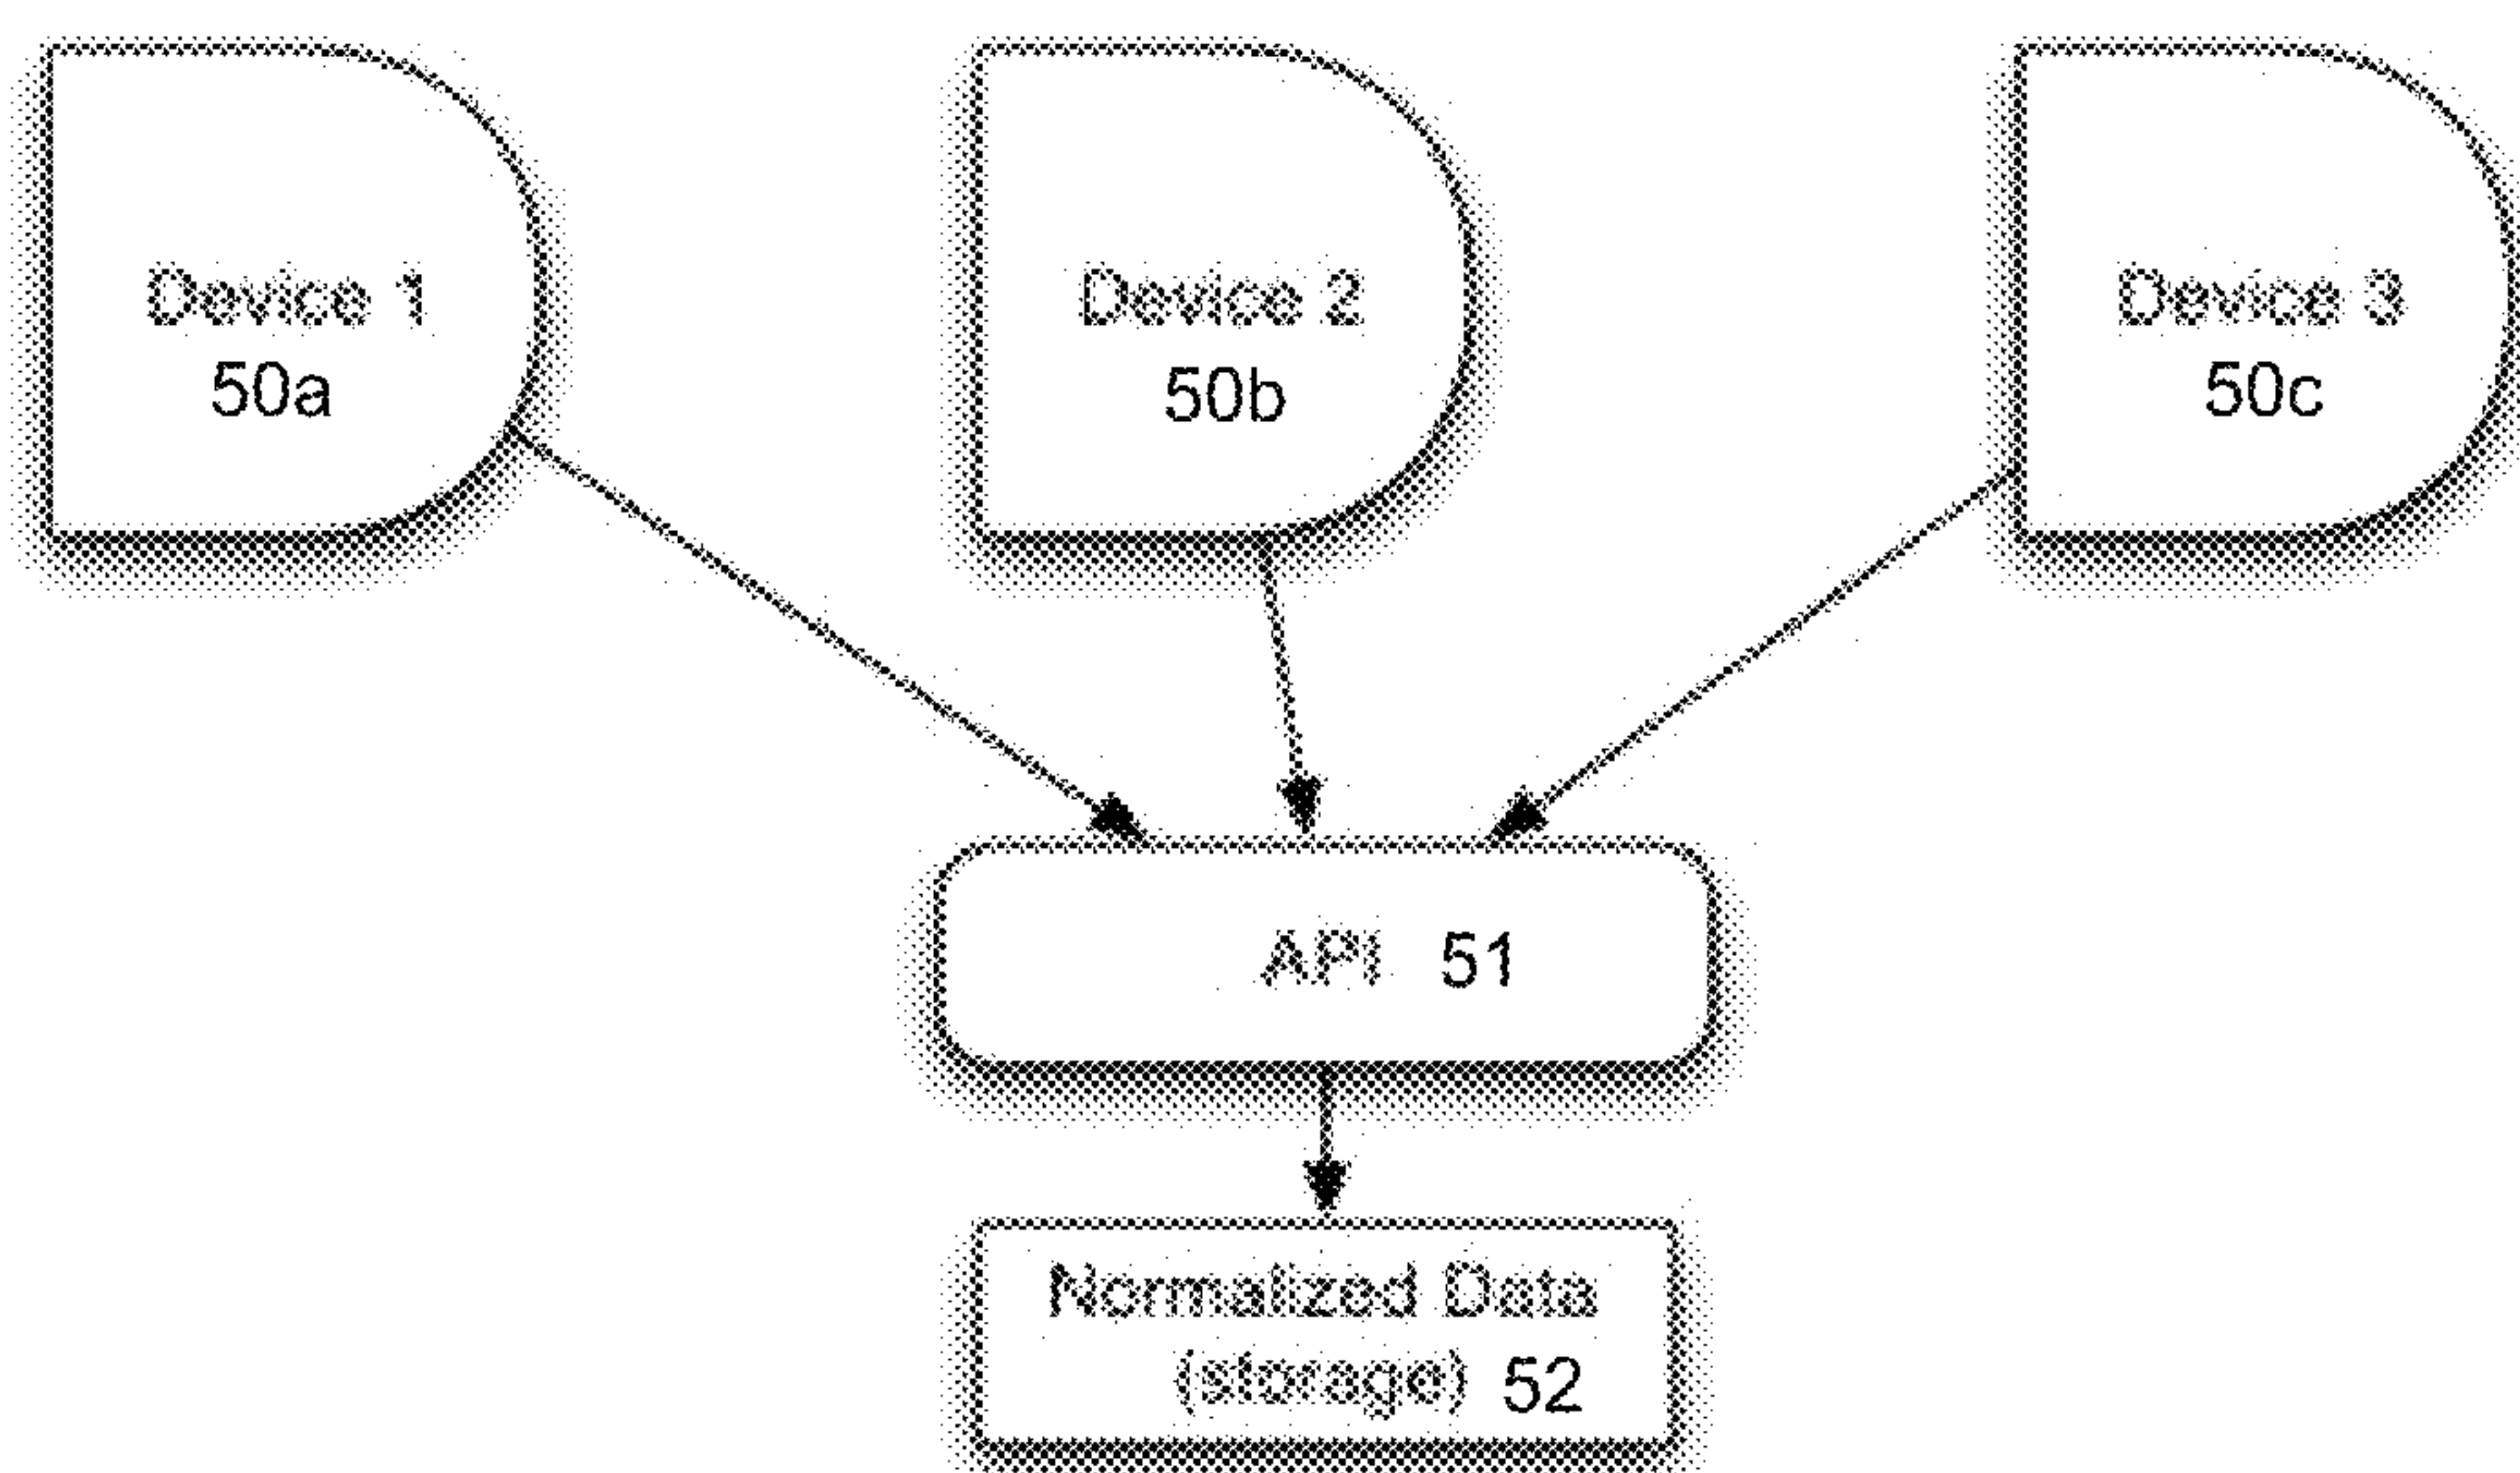 Device 1
50a
Device 2
50b
Device 3
50c
API 51
Normalized Data
(storage) 52